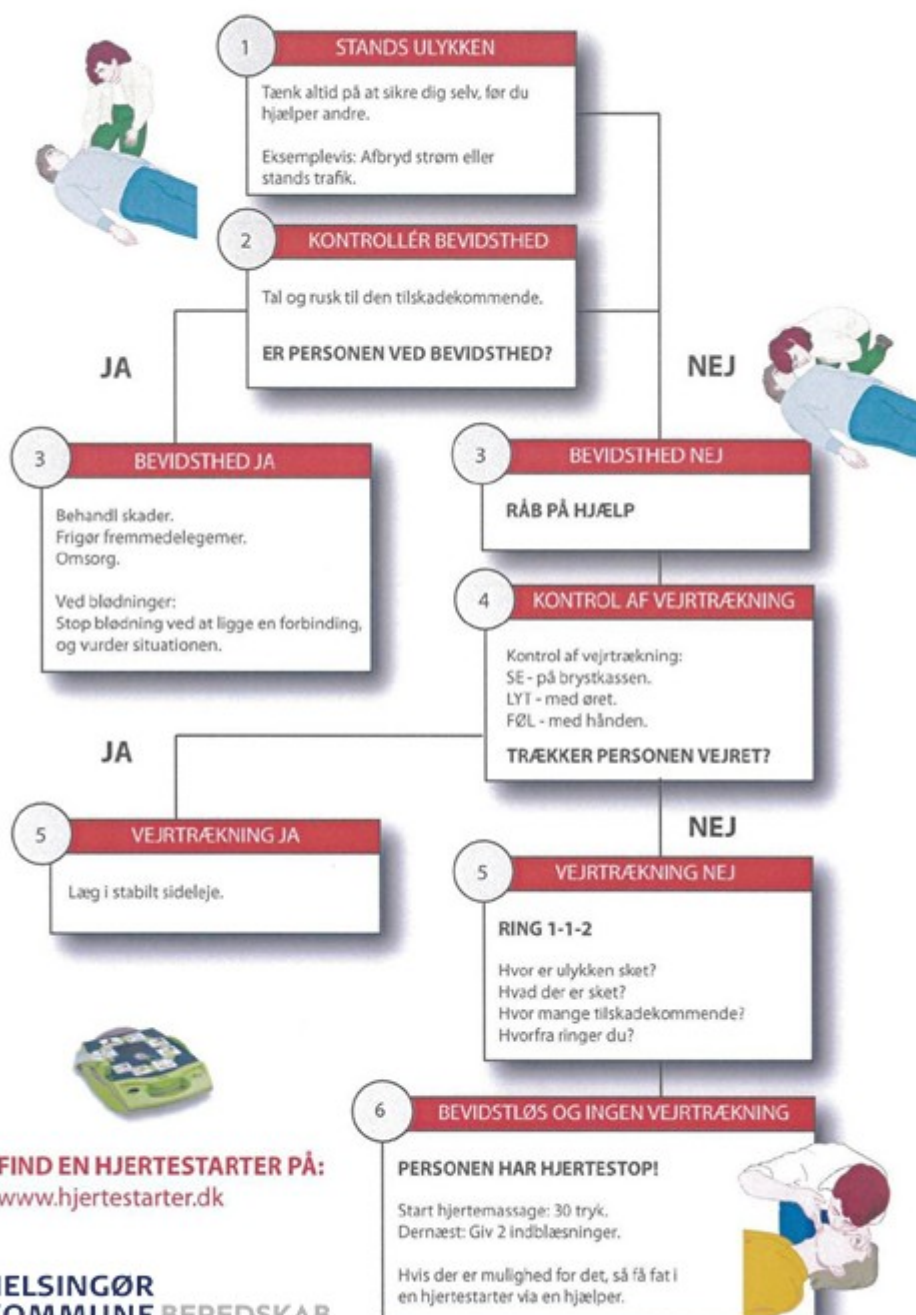 1
STANDS ULYKKEN
Tænk altid på at sikre dig selv, før du
hjælper andre.
Eksemplevis: Afbryd strøm eller
stands trafik.
2
KONTROLLÉR BEVIDSTHED
Tal og rusk til den tilskadekommende.
ER PERSONEN VED BEVIDSTHED?
JA
NEJ
3
BEVIDSTHED JA
Behandl skader.
Frigør fremmedelegemer.
Omsorg.
Ved blødninger:
Stop blødning ved at ligge en forbinding,
og vurder situationen.
3
BEVIDSTHED NEJ
RÅB PÅ HJÆLP
4
KONTROL AF VEJRTRÆKNING
Kontrol af vejrtrækning:
SE - på brystkassen.
LYT - med øret.
FØL - med hånden.
TRÆKKER PERSONEN VEJRET?
JA
NEJ
5
VEJRTRÆKNING JA
Læg i stabilt sideleje.
5
VEJRTRÆKNING NEJ
RING 1-1-2
Hvor er ulykken sket?
Hvad der er sket?
Hvor mange tilskadekommende?
Hvorfra ringer du?
6
BEVIDSTLØS OG INGEN VEJRTRÆKNING
PERSONEN HAR HJERTESTOP!
Start hjertemassage: 30 tryk.
Dernæst: Giv 2 indblæsninger.
Hvis der er mulighed for det, så få fat i
en hjertestarter via en hjælper.
FIND EN HJERTESTARTER PÅ:
www.hjertestarter.dk
HELSINGØR
KOMMUNE BEREDSKAB